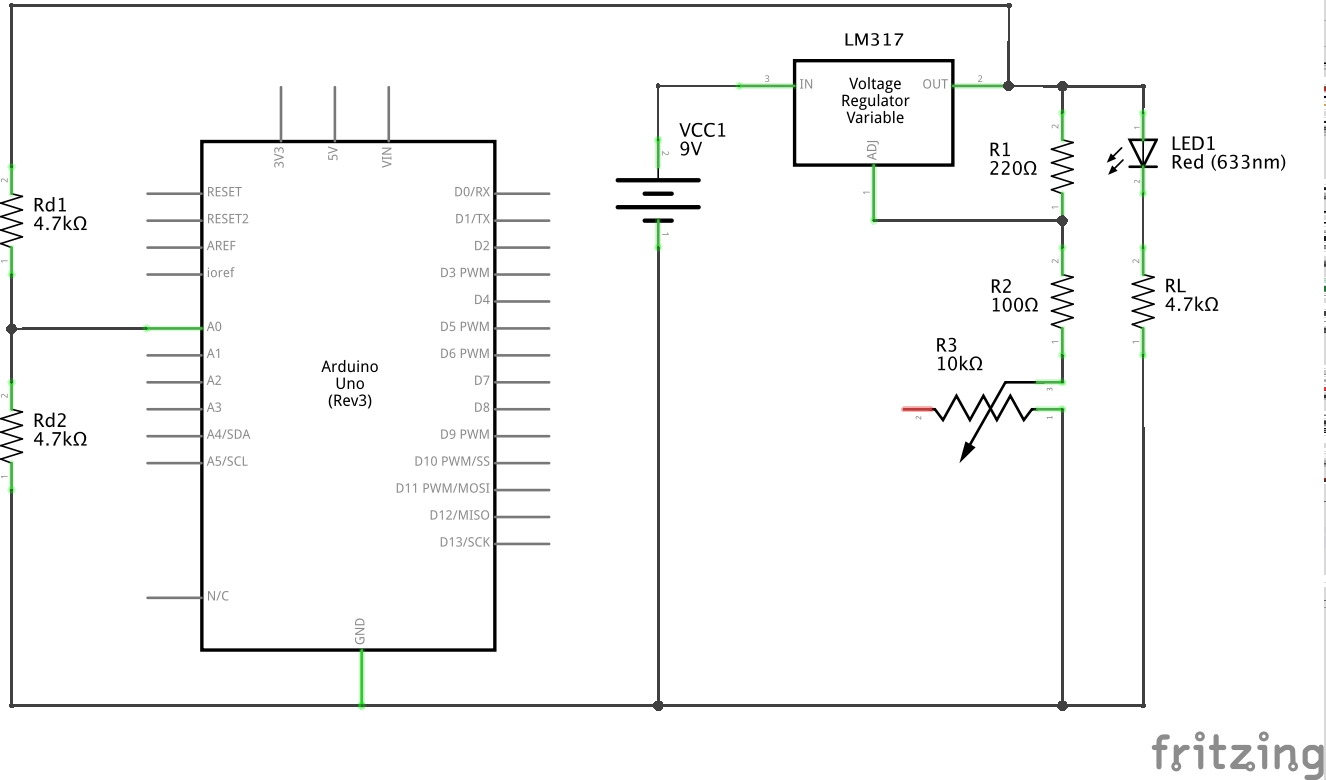 LM317
3
IN
Voltage
Regulator
Variable
OUT
2
ADJ
1
VCC1
9V
2
1
R1
220Ω
2
1
LED1
Red (633nm)
1
2
R2
100Ω
2
1
RL
4.7kΩ
2
1
R3
10kΩ
3
2
1
Rd1
4.7kΩ
2
1
Rd2
4.7kΩ
2
1
3V3
5V
VIN
RESET
RESET2
AREF
ioref
A0
A1
A2
A3
A4/SDA
A5/SCL
N/C
Arduino
Uno
(Rev3)
D0/RX
D1/TX
D2
D3 PWM
D4
D5 PWM
D6 PWM
D7
D8
D9 PWM
D10 PWM/SS
D11 PWM/MOSI
D12/MISO
D13/SCK
GND
fritzing